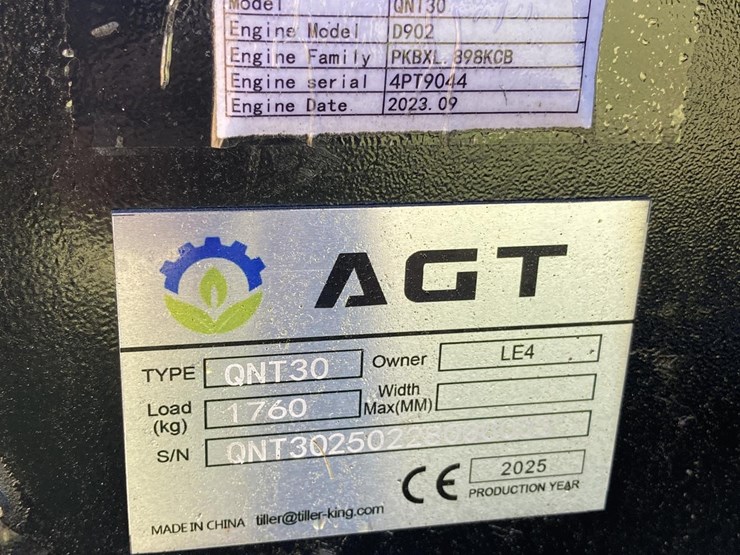 Model QNT30
Engine Model D902
Engine Family PKBXL.898KCB
Engine serial 4PT9044
Engine Date 2023.09
AGT
TYPE QNT30 Owner LE4
Load (kg) 1760 Width Max(MM)
S/N
CE 2025
PRODUCTION YEAR
MADE IN CHINA tiller@tiller-king.com